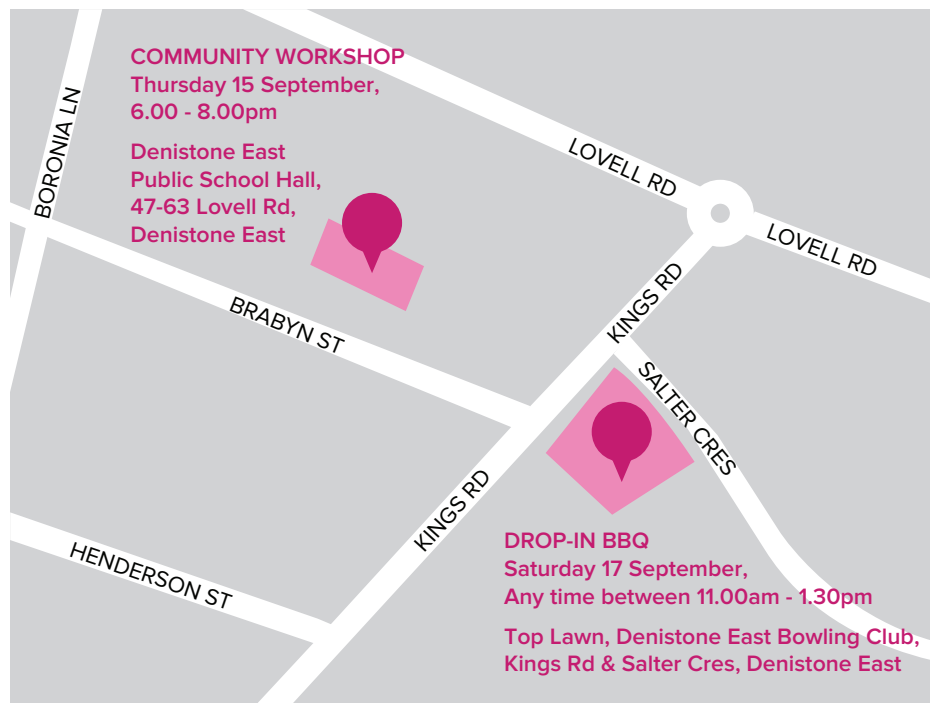 COMMUNITY WORKSHOP
Thursday 15 September,
6.00 - 8.00pm
Denistone East
Public School Hall,
47-63 Lovell Rd,
Denistone East
BORONIA LN
LOVELL RD
LOVELL RD
KINGS RD
BRABYN ST
SALTER CRES
KINGS RD
HENDERSON ST
DROP-IN BBQ
Saturday 17 September,
Any time between 11.00am - 1.30pm
Top Lawn, Denistone East Bowling Club,
Kings Rd & Salter Cres, Denistone East